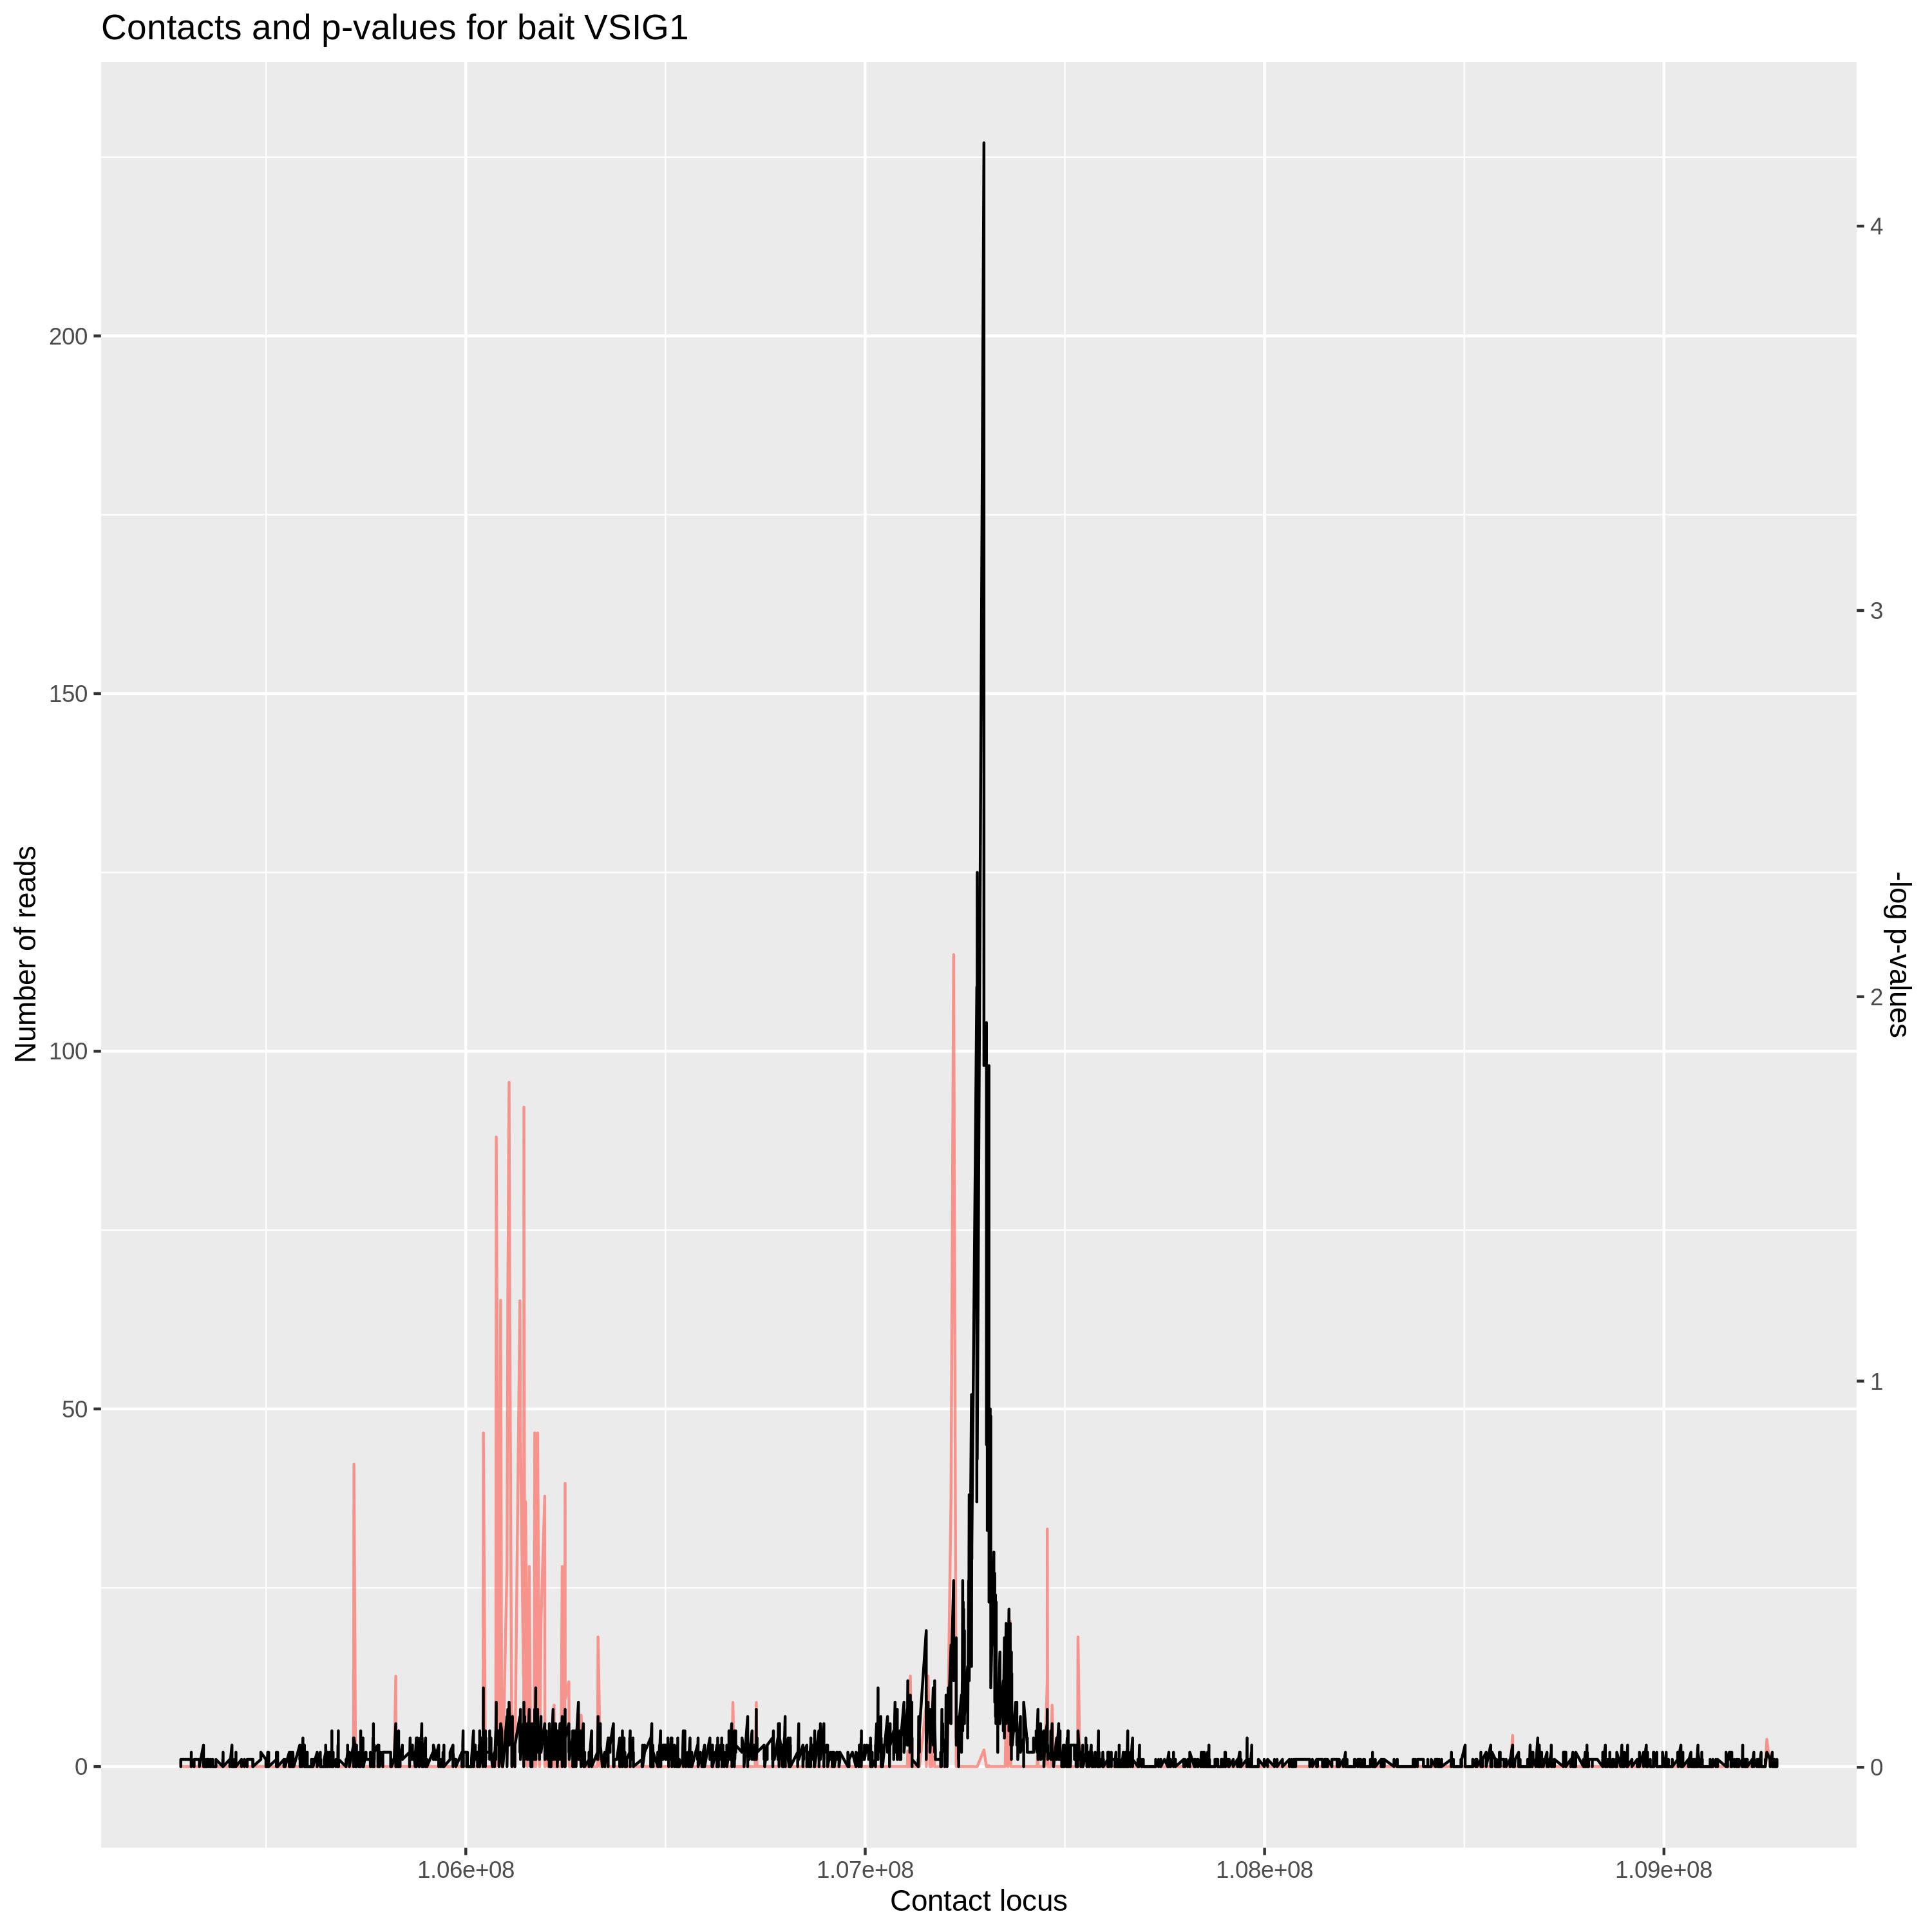 Contacts and p-values for bait VSIG1
Number of reads
200
150
100
50
0
4
3
2
1
0
-log p-values
1.06e+08
1.07e+08
1.08e+08
1.09e+08
Contact locus